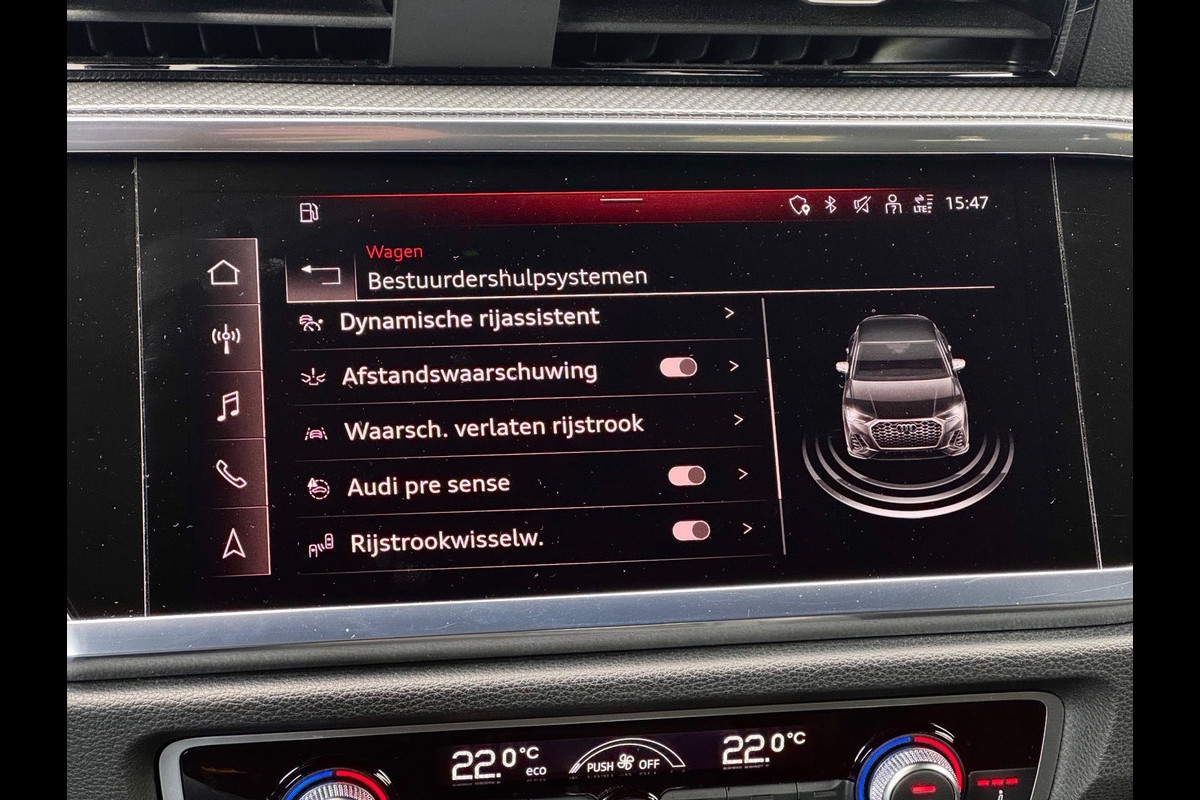 LTE 15:47
Wagen
Bestuurdershulpsystemen
Dynamische rijassistent
Afstandswaarschuwing
Waarsch. verlaten rijstrook
Audi pre sense
Rijstrookwisselw.
22.0°C eco PUSH OFF 22.0°C